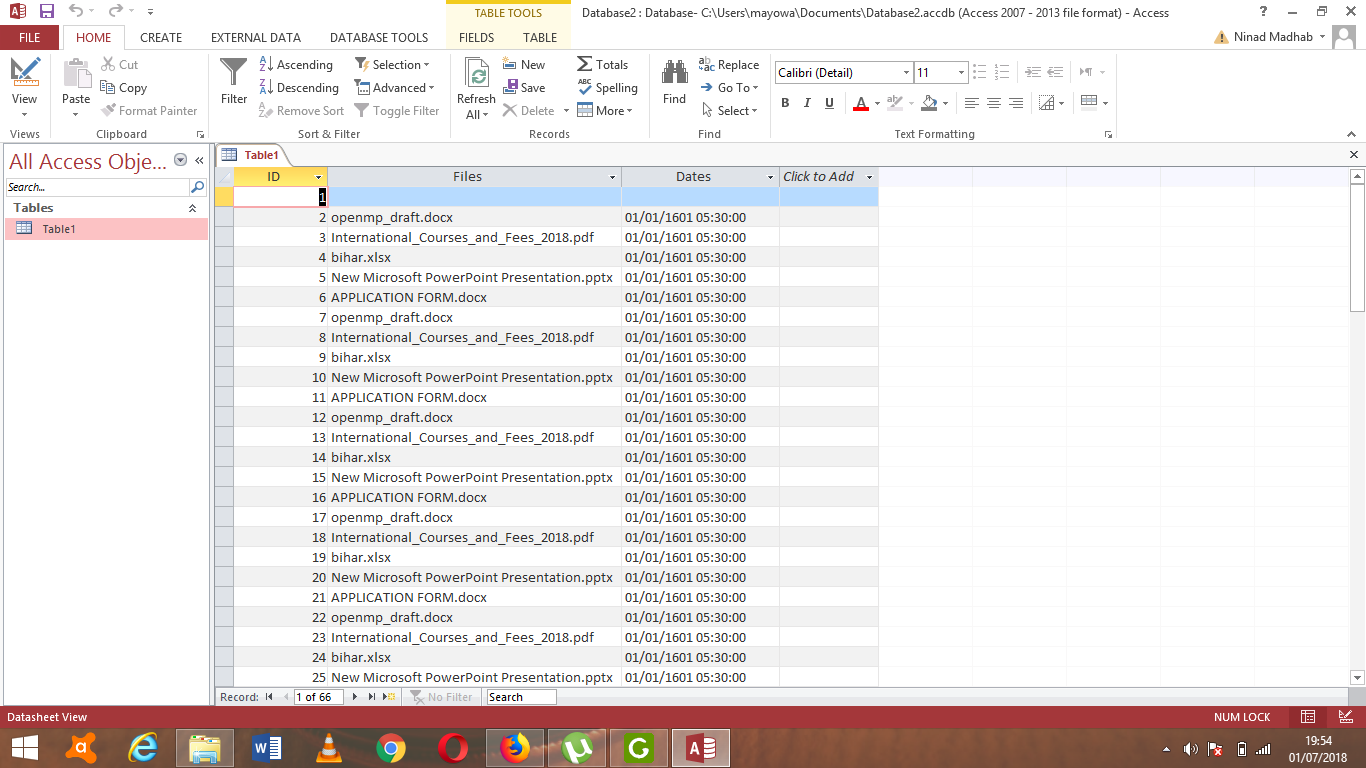 TABLE TOOLS
Database2 : Database- C:\Users\mayowa\Documents\Database2.accdb (Access 2007 - 2013 file format) - Access
FILE HOME CREATE EXTERNAL DATA DATABASE TOOLS FIELDS TABLE Ninad Madhab
View
Views
Paste
Cut
Copy
Format Painter
Clipboard
Filter
Ascending
Descending
Remove Sort
Selection
Advanced
Toggle Filter
Sort & Filter
Refresh
All
New
Save
Delete
Totals
Spelling
More
Records
Find
Replace
Go To
Select
Find
Calibri (Detail) 11
B I U A
Text Formatting
All Access Obje...
Search...
Tables
Table1
Table1
ID Files Dates Click to Add
1
2 openmp_draft.docx 01/01/1601 05:30:00
3 International_Courses_and_Fees_2018.pdf 01/01/1601 05:30:00
4 bihar.xlsx 01/01/1601 05:30:00
5 New Microsoft PowerPoint Presentation.pptx 01/01/1601 05:30:00
6 APPLICATION FORM.docx 01/01/1601 05:30:00
7 openmp_draft.docx 01/01/1601 05:30:00
8 International_Courses_and_Fees_2018.pdf 01/01/1601 05:30:00
9 bihar.xlsx 01/01/1601 05:30:00
10 New Microsoft PowerPoint Presentation.pptx 01/01/1601 05:30:00
11 APPLICATION FORM.docx 01/01/1601 05:30:00
12 openmp_draft.docx 01/01/1601 05:30:00
13 International_Courses_and_Fees_2018.pdf 01/01/1601 05:30:00
14 bihar.xlsx 01/01/1601 05:30:00
15 New Microsoft PowerPoint Presentation.pptx 01/01/1601 05:30:00
16 APPLICATION FORM.docx 01/01/1601 05:30:00
17 openmp_draft.docx 01/01/1601 05:30:00
18 International_Courses_and_Fees_2018.pdf 01/01/1601 05:30:00
19 bihar.xlsx 01/01/1601 05:30:00
20 New Microsoft PowerPoint Presentation.pptx 01/01/1601 05:30:00
21 APPLICATION FORM.docx 01/01/1601 05:30:00
22 openmp_draft.docx 01/01/1601 05:30:00
23 International_Courses_and_Fees_2018.pdf 01/01/1601 05:30:00
24 bihar.xlsx 01/01/1601 05:30:00
25 New Microsoft PowerPoint Presentation.pptx 01/01/1601 05:30:00
Record: 1 of 66 No Filter Search
Datasheet View NUM LOCK
19:54
01/07/2018